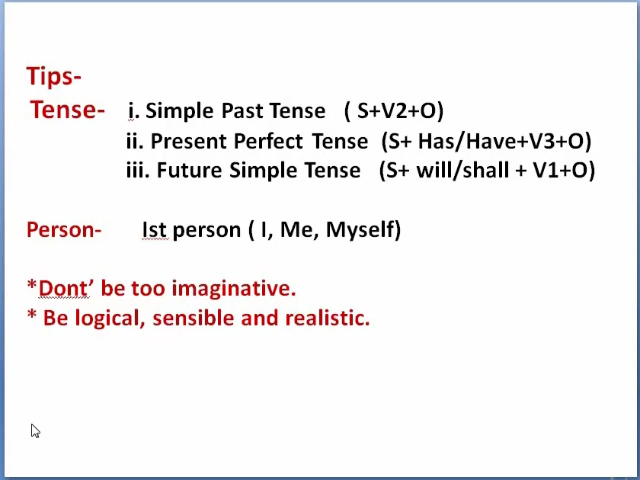 Tips-
Tense- i. Simple Past Tense ( S+V2+O)
ii. Present Perfect Tense (S+ Has/Have+V3+O)
iii. Future Simple Tense (S+ will/shall + V1+O)
Person- Ist person ( I, Me, Myself)
*Dont’ be too imaginative.
* Be logical, sensible and realistic.